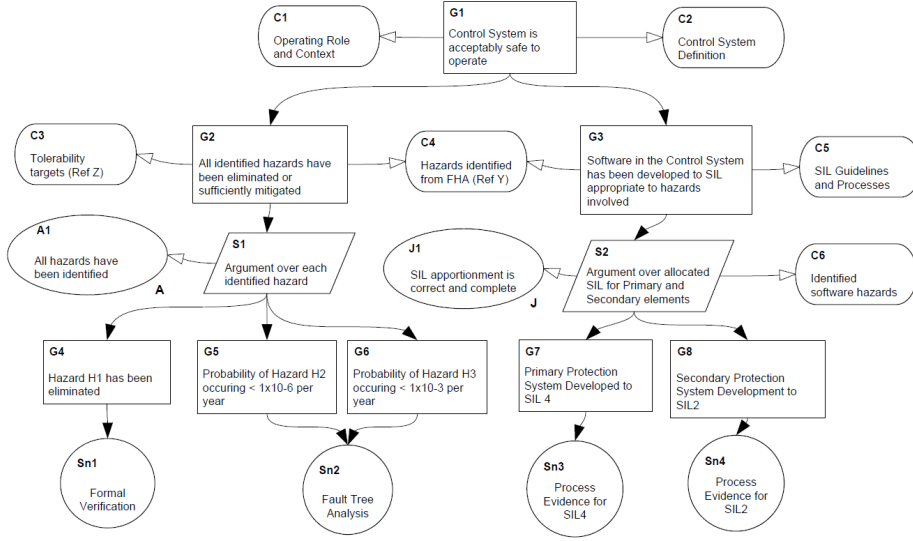 C1
Operating Role
and Context
G1
Control System is
acceptably safe to
operate
C2
Control System
Definition
C3
Tolerability
targets (Ref Z)
G2
All identified hazards have
been eliminated or
sufficiently mitigated
C4
Hazards identified
from FHA (Ref Y)
G3
Software in the Control System
has been developed to SIL
appropriate to hazards
involved
C5
SIL Guidelines
and Processes
A1
All hazards have
been identified
A
S1
Argument over each
identified hazard
J1
SIL apportionment is
correct and complete
J
S2
Argument over allocated
SIL for Primary and
Secondary elements
C6
Identified
software hazards
G4
Hazard H1 has been
eliminated
G5
Probability of Hazard H2
occuring < 1x10-6 per
year
G6
Probability of Hazard H3
occuring < 1x10-3 per
year
G7
Primary Protection
System Developed to
SIL 4
G8
Secondary Protection
System Development to
SIL2
Sn1
Formal
Verification
Sn2
Fault Tree
Analysis
Sn3
Process
Evidence for
SIL4
Sn4
Process
Evidence for
SIL2